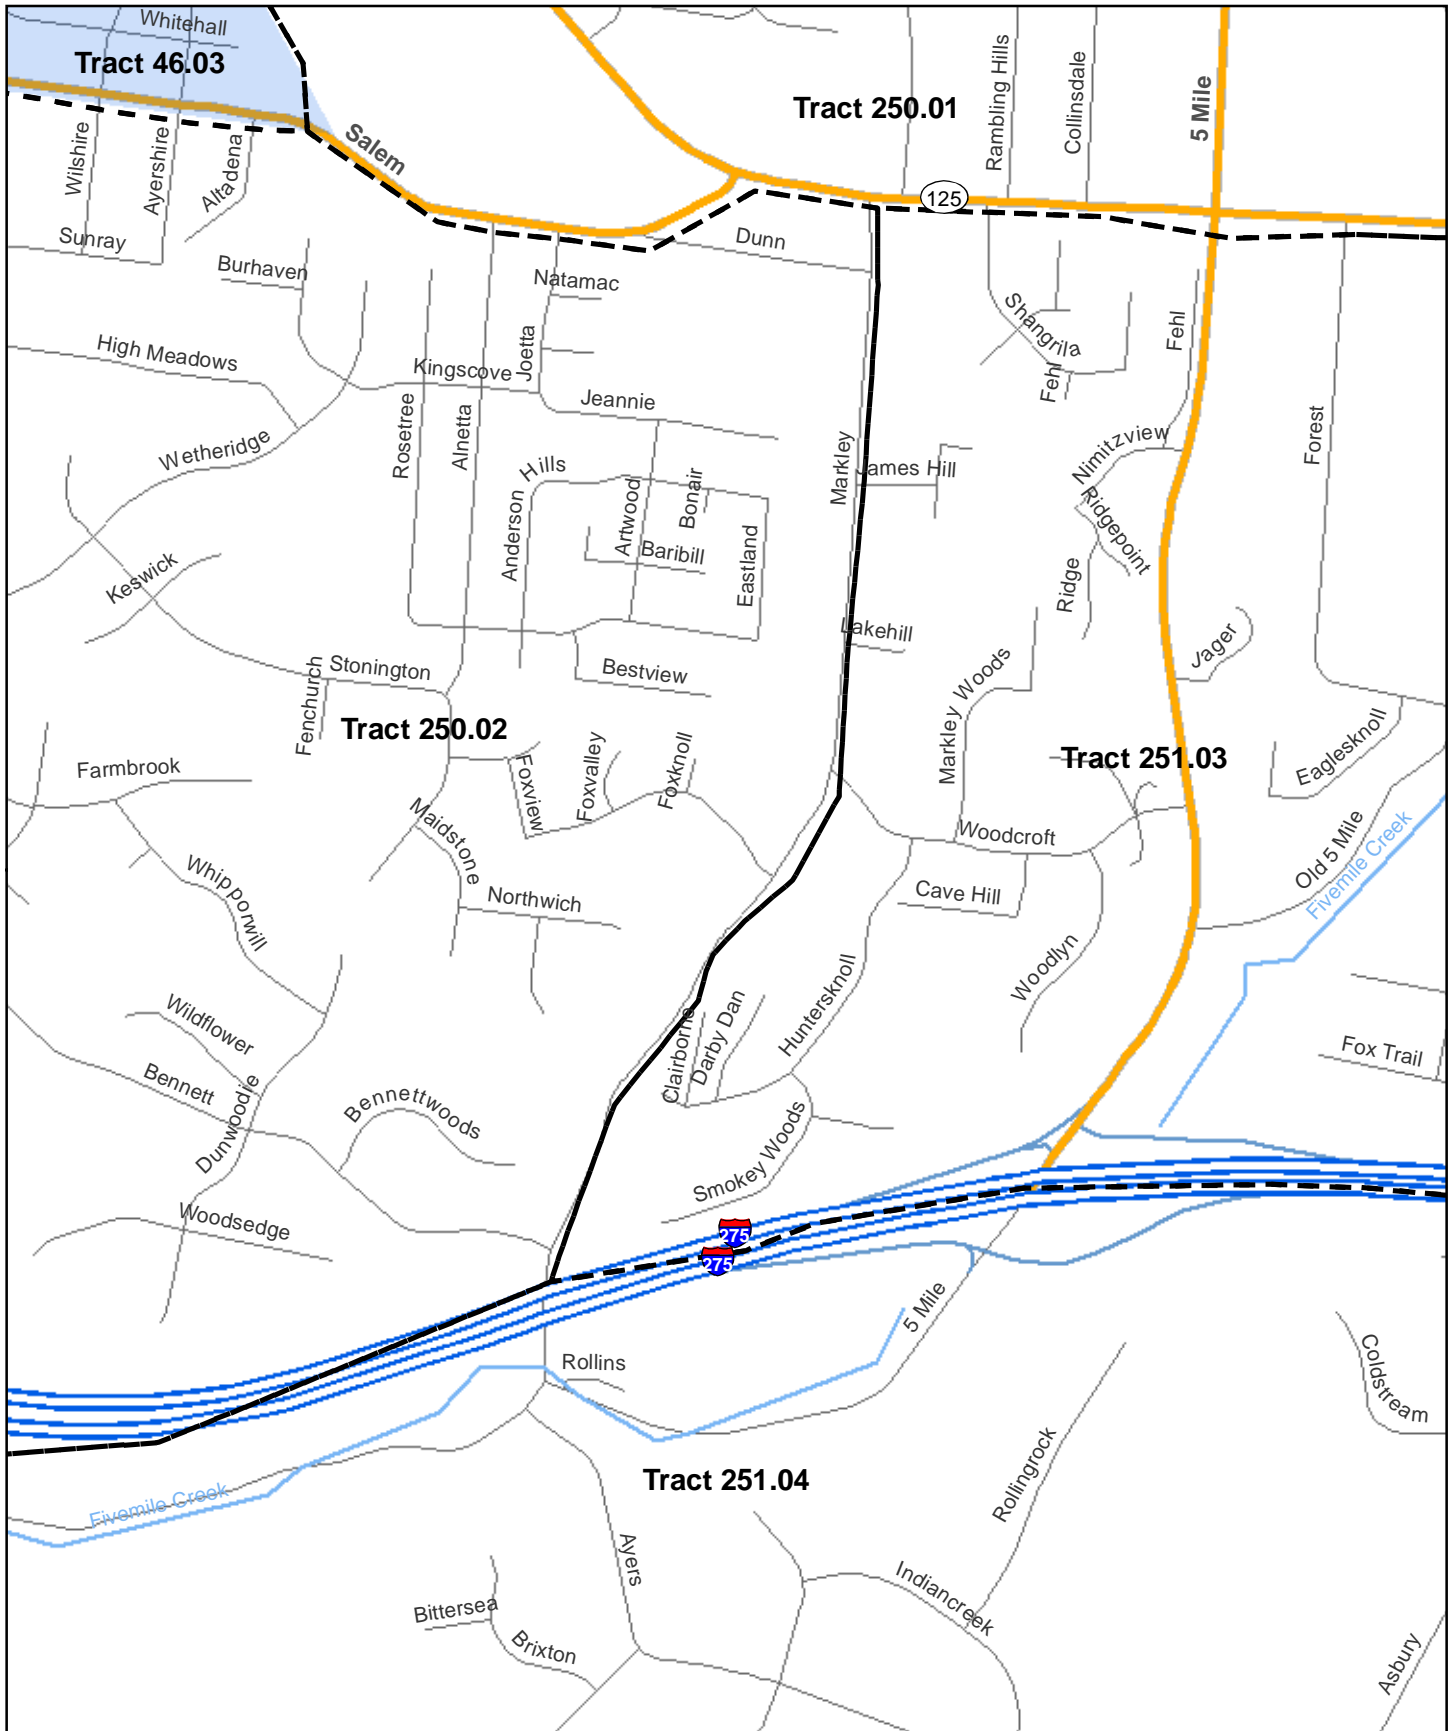 Whitehall
Tract 46.03
Tract 250.01
Rambling Hills
Collinsdale
5 Mile
Wilshire
Ayershire
Altadena
Salem
125
Sunray
Burhaven
Dunn
Natamac
High Meadows
Joetta
Kingscove
Jeannie
Shangrila
Fehl
Fehl
Rosetree
Alnetta
Wetheridge
Hills
Anderson
Artwood
Bonair
Baribill
Eastland
Markley
James Hill
Nimitzview
Ridgepoint
Ridge
Forest
Keswick
Lakehill
Jager
Stonington
Fenchurch
Bestview
Tract 250.02
Markley Woods
Tract 251.03
Eaglesknoll
Farmbrook
Foxview
Foxvalley
Foxknoll
Maidstone
Woodcroft
Old 5 Mile
Fivemile Creek
Whipporwill
Northwich
Cave Hill
Woodlyn
Huntersknoll
Wildflower
Clairborne
Darby Dan
Fox Trail
Bennett
Dunwoodie
Bennettwoods
Smokey Woods
Woodsedge
275
275
5 Mile
Rollins
Coldstream
Tract 251.04
Rollingrock
Fivemile Creek
Ayers
Indiancreek
Bittersea
Brixton
Asbury